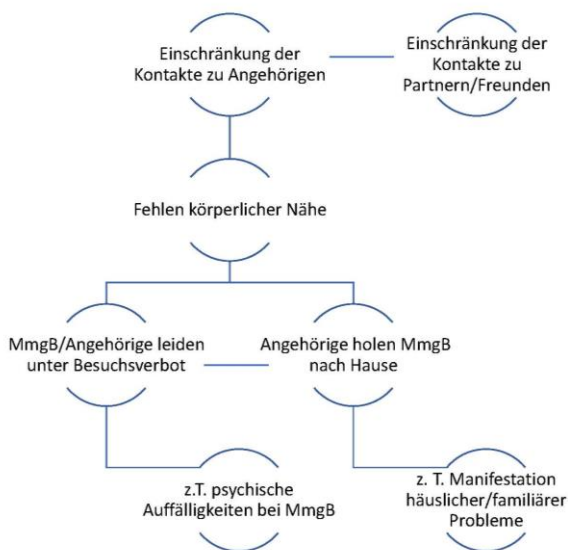 Einschränkung der
Kontakte zu Angehörigen
Einschränkung der
Kontakte zu
Partnern/Freunden
Fehlen körperlicher Nähe
MmgB/Angehörige leiden
unter Besuchsverbot
Angehörige holen MmgB
nach Hause
z.T. psychische
Auffälligkeiten bei MmgB
z. T. Manifestation
häuslicher/familiärer
Probleme